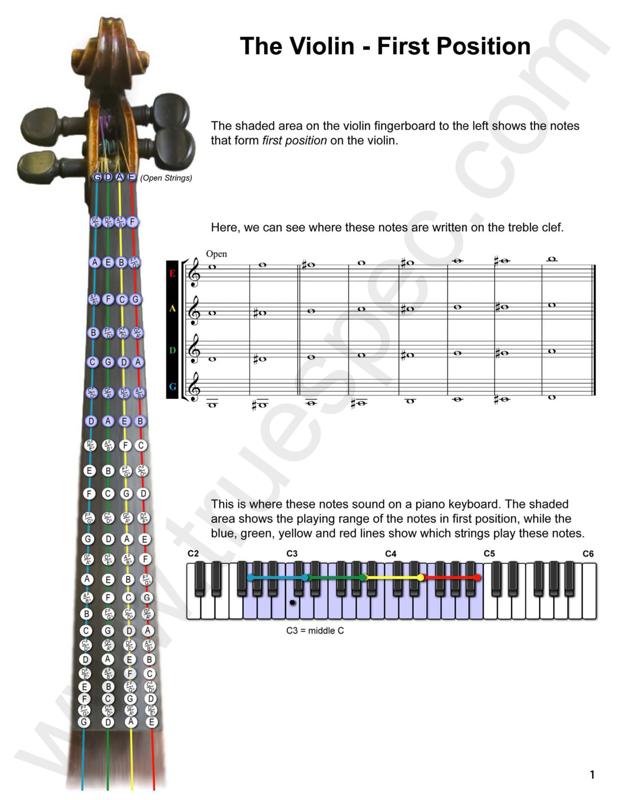 The Violin - First Position
The shaded area on the violin fingerboard to the left shows the notes
that form first position on the violin.
G D A E (Open Strings)
F
A E B
F C G
B
C G D A
D A E B
F C
E B
F C G D
G D A E
F
A E B
F C G
B
C G D A
D A E B
F C
E B
F C G D
G D A E
Here, we can see where these notes are written on the treble clef.
Open
E
A
D
G
This is where these notes sound on a piano keyboard. The shaded
area shows the playing range of the notes in first position, while the
blue, green, yellow and red lines show which strings play these notes.
C2 C3 C4 C5 C6
C3 = middle C
www.truespec.com
1